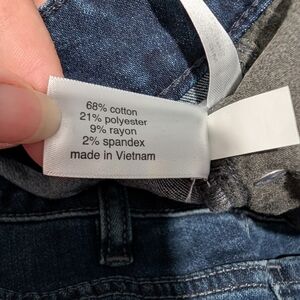 68% cotton
21% polyester
9% rayon
2% spandex
made in Vietnam